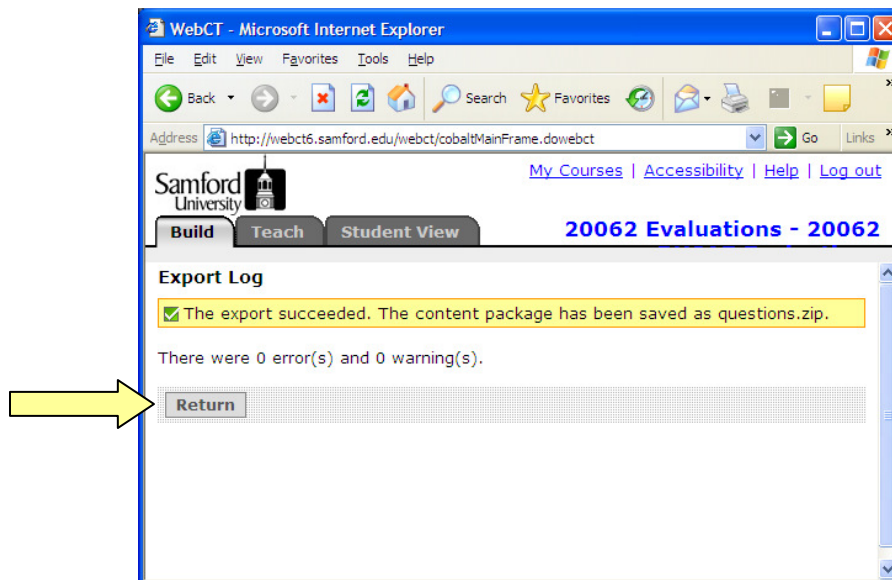 WebCT - Microsoft Internet Explorer
File Edit View Favorites Tools Help
Back Search Favorites
Address http://webct6.samford.edu/webct/cobaltMainFrame.dowebct Go Links
My Courses | Accessibility | Help | Log out
Samford
University
Build Teach Student View 20062 Evaluations - 20062
Export Log
The export succeeded. The content package has been saved as questions.zip.
There were 0 error(s) and 0 warning(s).
Return